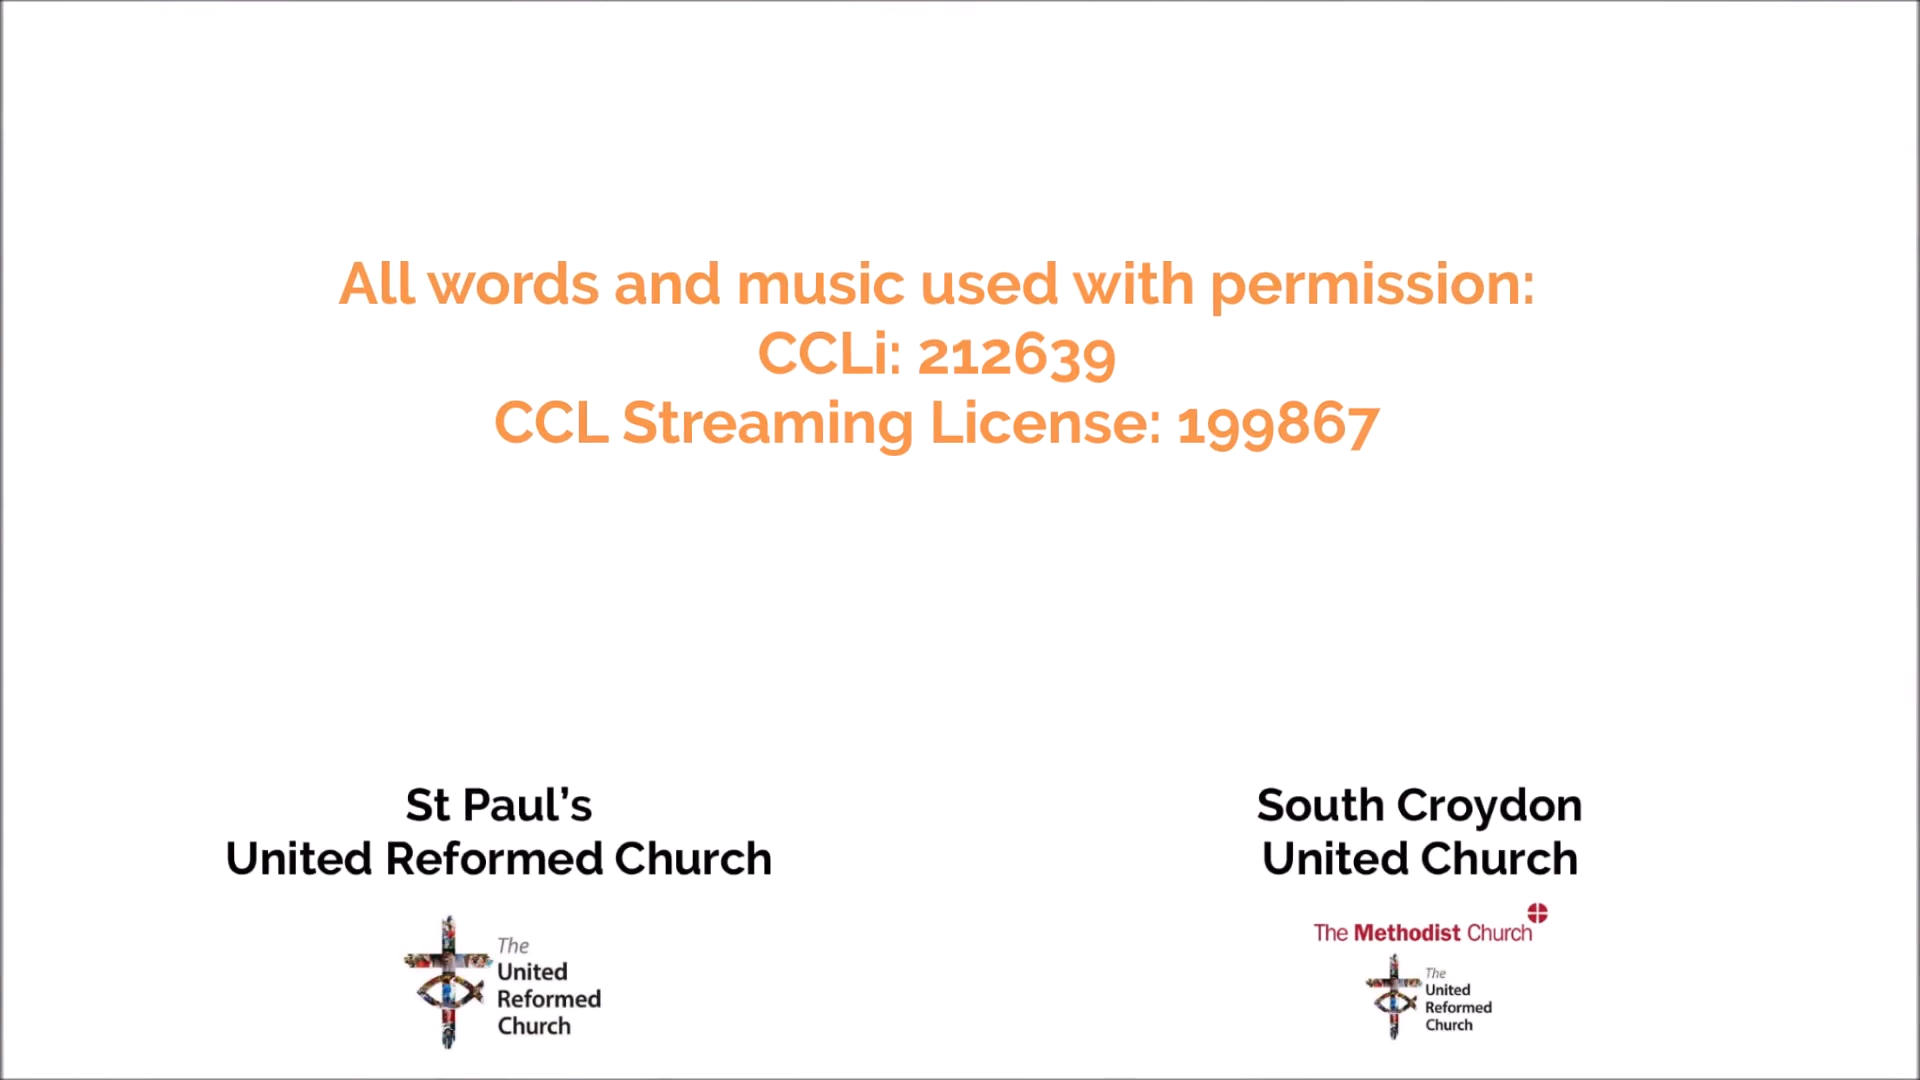 All words and music used with permission:
CCLi: 212639
CCL Streaming License: 199867
St Paul’s
United Reformed Church
The
United
Reformed
Church
South Croydon
United Church
The Methodist Church
The
United
Reformed
Church